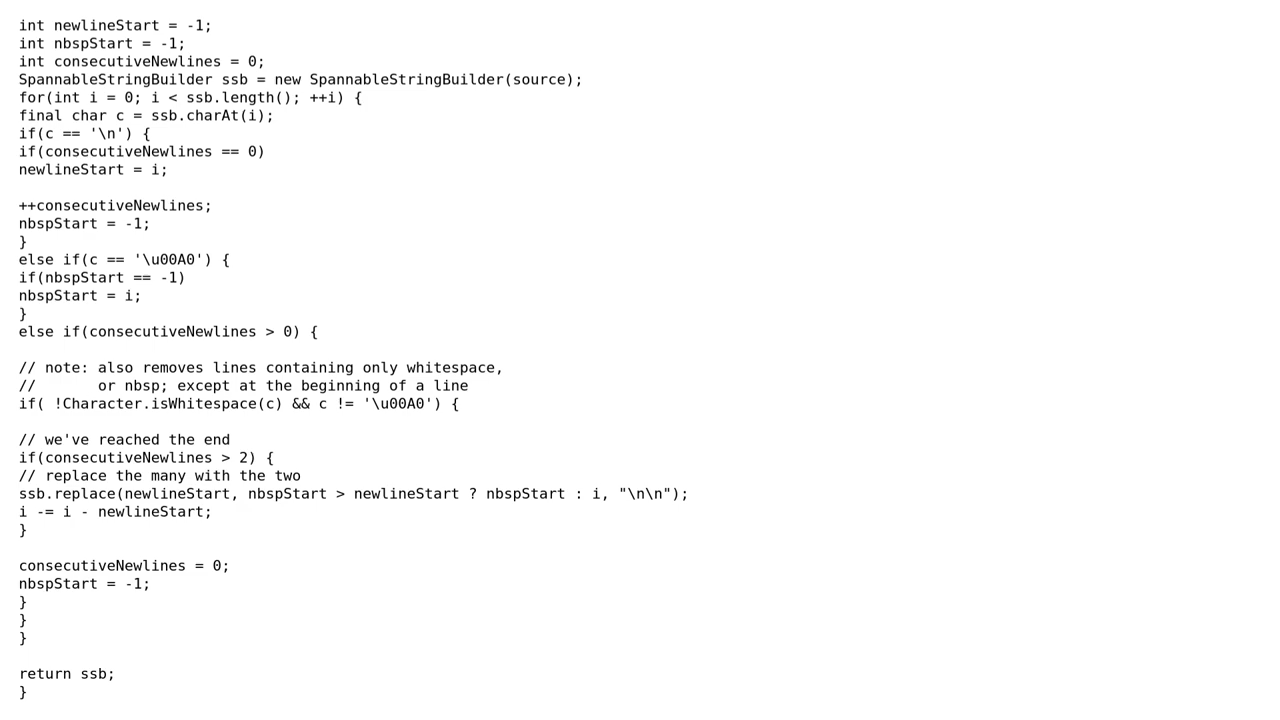 int newlineStart = -1;
int nbspStart = -1;
int consecutiveNewlines = 0;
SpannableStringBuilder ssb = new SpannableStringBuilder(source);
for(int i = 0; i < ssb.length(); ++i) {
final char c = ssb.charAt(i);
if(c == '\n') {
if(consecutiveNewlines == 0)
newlineStart = i;

++consecutiveNewlines;
nbspStart = -1;
}
else if(c == '\u00A0') {
if(nbspStart == -1)
nbspStart = i;
}
else if(consecutiveNewlines > 0) {

// note: also removes lines containing only whitespace,
//       or nbsp; except at the beginning of a line
if( !Character.isWhitespace(c) && c != '\u00A0') {

// we've reached the end
if(consecutiveNewlines > 2) {
// replace the many with the two
ssb.replace(newlineStart, nbspStart > newlineStart ? nbspStart : i, "\n\n");
i -= i - newlineStart;
}

consecutiveNewlines = 0;
nbspStart = -1;
}
}
}

return ssb;
}